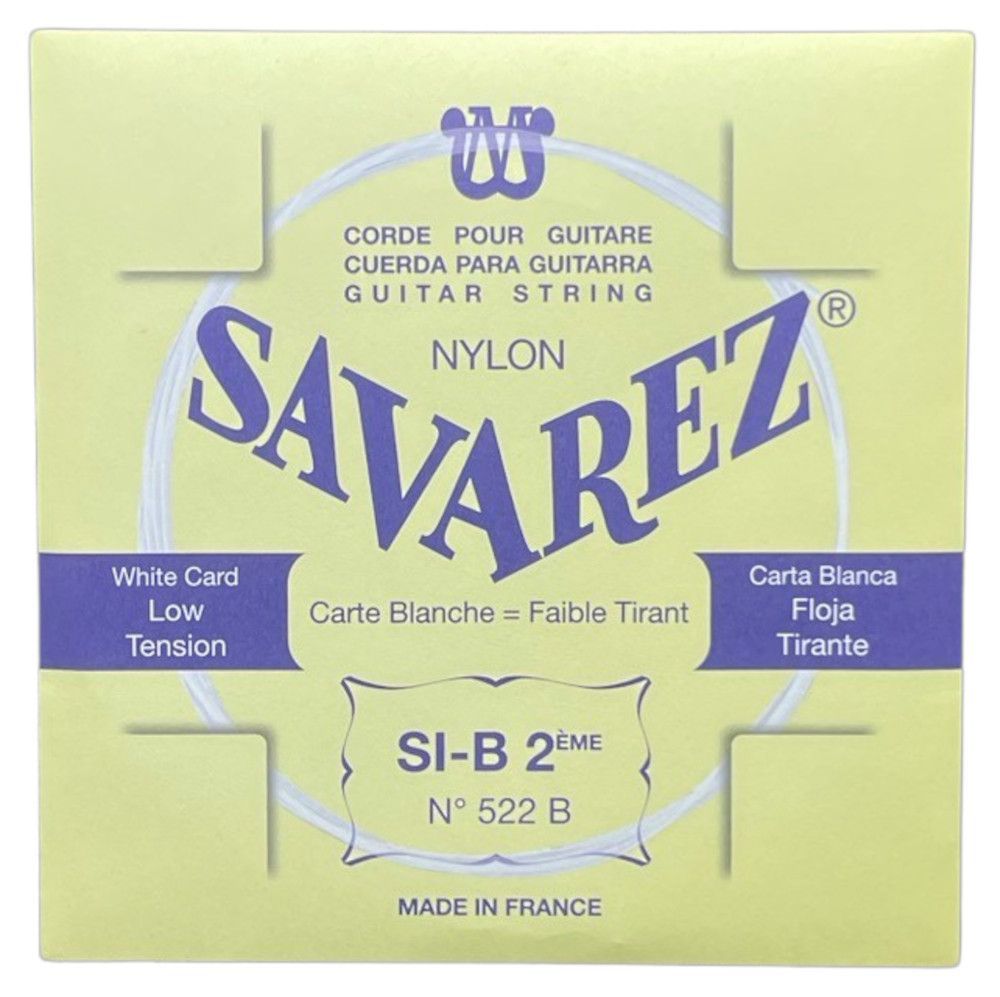 CORDE POUR GUITARE
CUERDA PARA GUITARRA
GUITAR STRING
NYLON
SAVAREZ®
White Card
Low
Tension
Carte Blanche = Faible Tirant
Carta Blanca
Floja
Tirante
SI-B 2ÈME
N° 522 B
MADE IN FRANCE